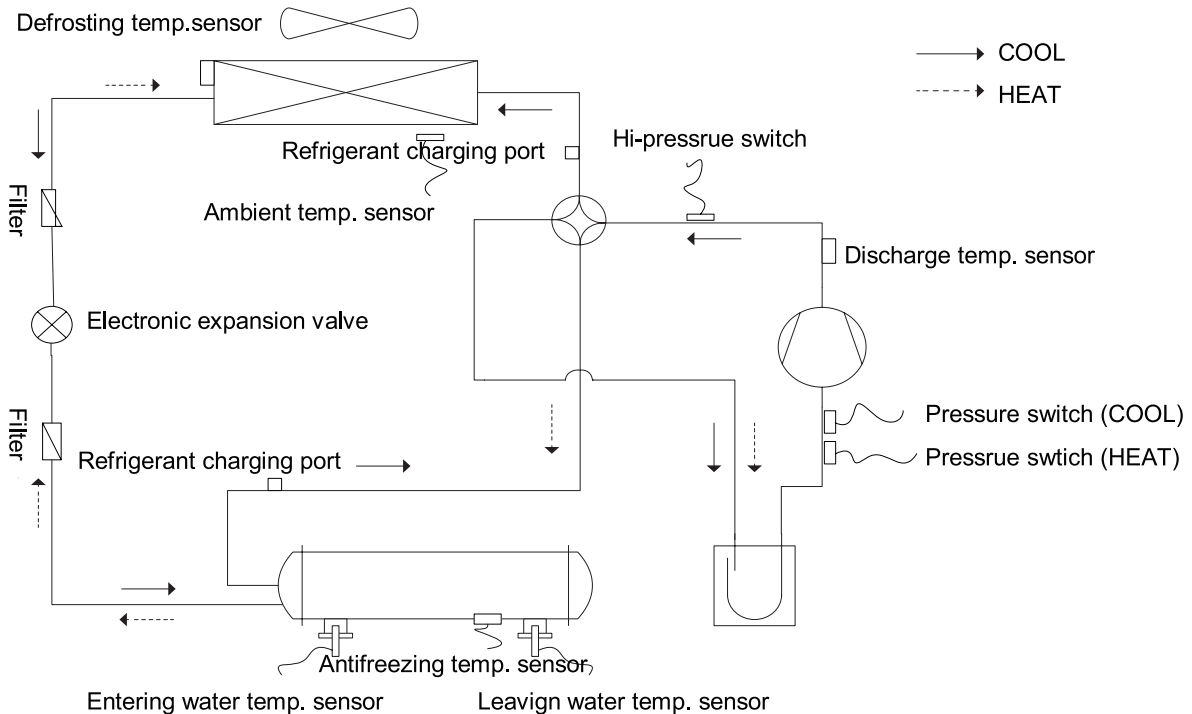 Defrosting temp.sensor
COOL
HEAT
Refrigerant charging port
Hi-pressrue switch
Filter
Ambient temp. sensor
Discharge temp. sensor
Electronic expansion valve
Filter
Pressure switch (COOL)
Refrigerant charging port
Pressrue swtich (HEAT)
Antifreezing temp. sensor
Entering water temp. sensor
Leavign water temp. sensor